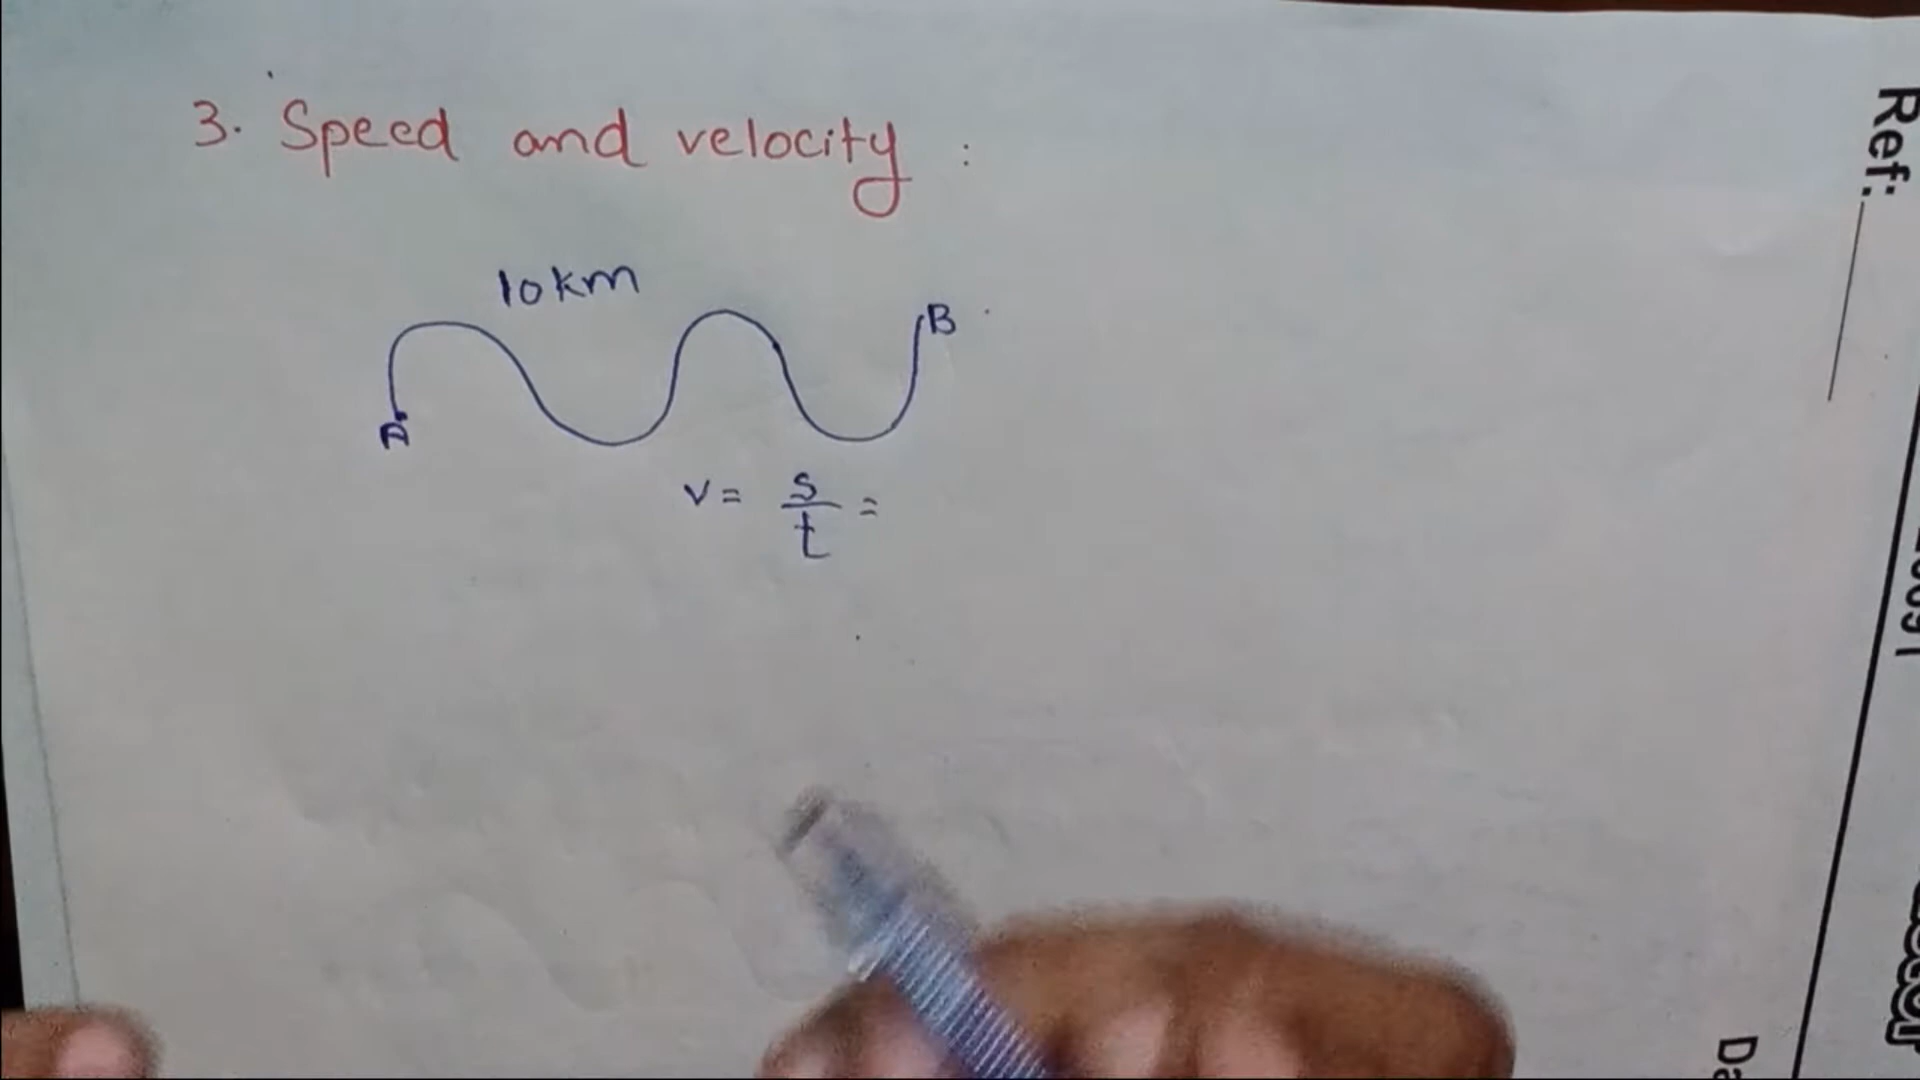 3. Speed and velocity :
10km
B
A
v = s/t =
Ref:
Da